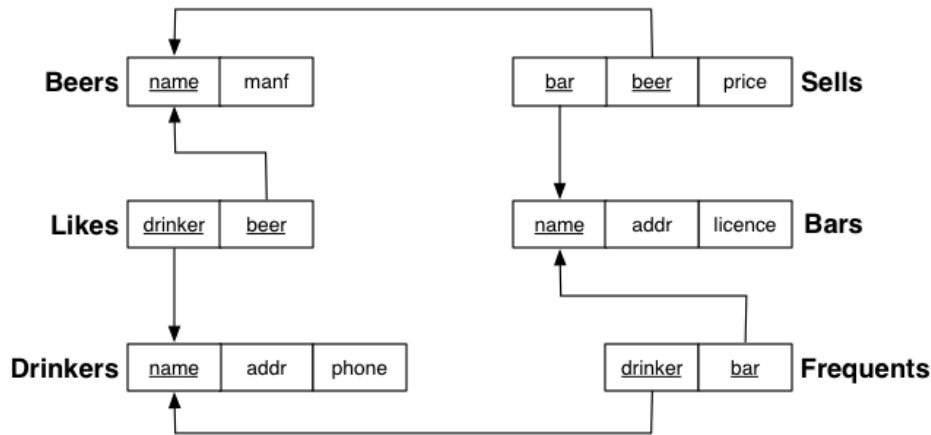 Beers name manf
bar beer price Sells
Likes drinker beer
name addr licence Bars
Drinkers name addr phone
drinker bar Frequents